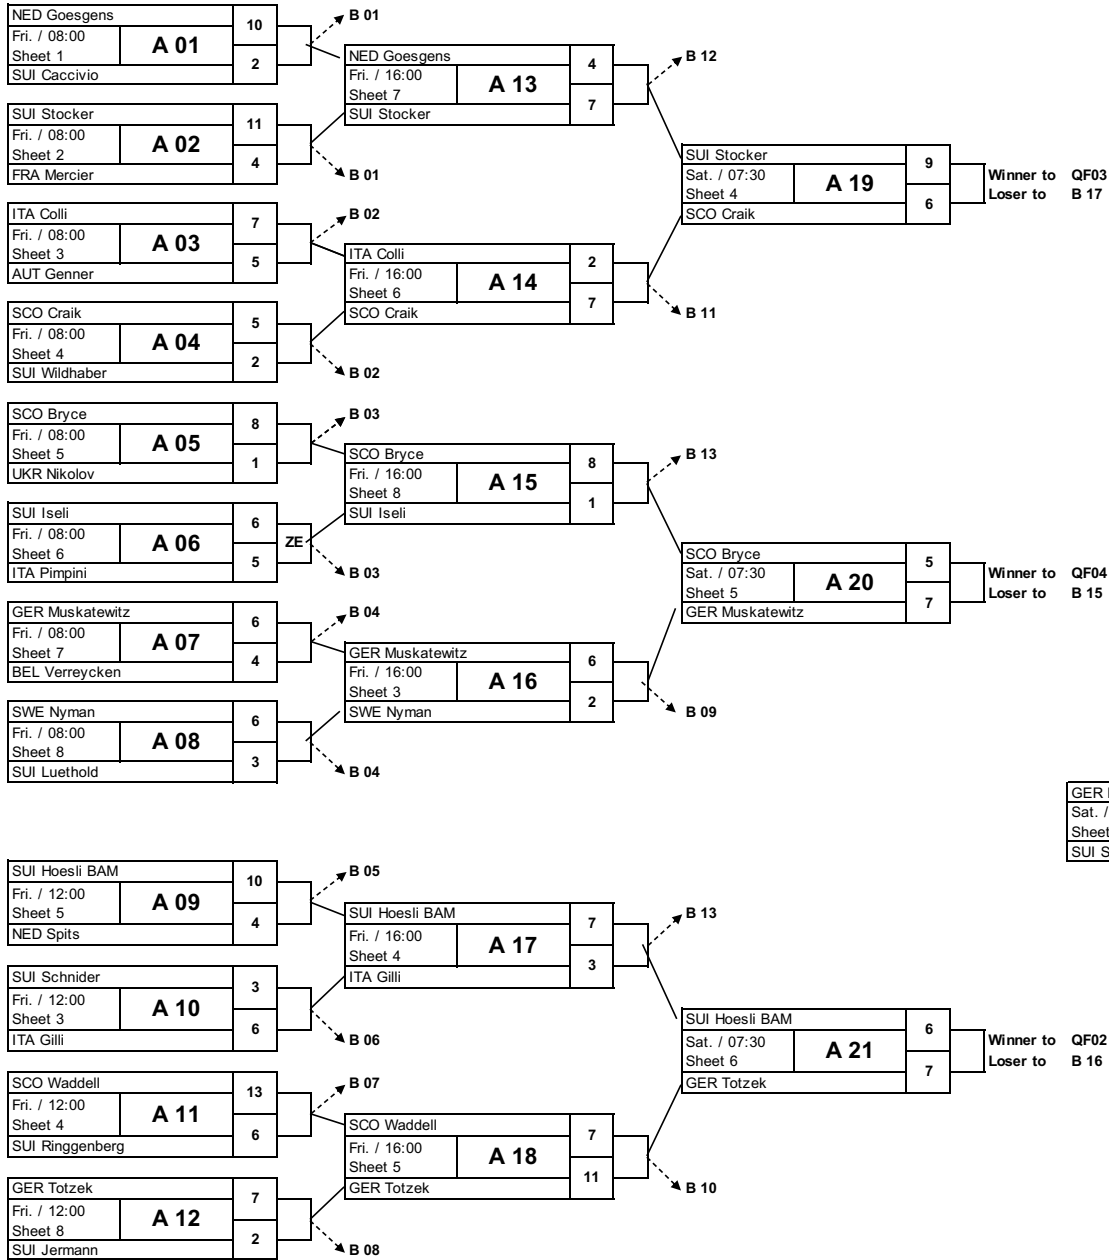 NED Goesgens 10
Fri. / 08:00
Sheet 1 A 01
SUI Caccivio 2
B 01
SUI Stocker 11
Fri. / 08:00
Sheet 2 A 02
FRA Mercier 4
B 01
NED Goesgens 4
Fri. / 16:00
Sheet 7 A 13
SUI Stocker 7
B 12
ITA Colli 7
Fri. / 08:00
Sheet 3 A 03
AUT Genner 5
B 02
SCO Craik 5
Fri. / 08:00
Sheet 4 A 04
SUI Wildhaber 2
B 02
ITA Colli 2
Fri. / 16:00
Sheet 6 A 14
SCO Craik 7
B 11
SUI Stocker 9
Sat. / 07:30
Sheet 4 A 19
SCO Craik 6
Winner to QF03
Loser to B 17
SCO Bryce 8
Fri. / 08:00
Sheet 5 A 05
UKR Nikolov 1
B 03
SUI Iseli 6
Fri. / 08:00
Sheet 6 A 06 ZE
ITA Pimpini 5
B 03
SCO Bryce 8
Fri. / 16:00
Sheet 8 A 15
SUI Iseli 1
B 13
GER Muskatewitz 6
Fri. / 08:00
Sheet 7 A 07
BEL Verreycken 4
B 04
SWE Nyman 6
Fri. / 08:00
Sheet 8 A 08
SUI Luethold 3
B 04
GER Muskatewitz 6
Fri. / 16:00
Sheet 3 A 16
SWE Nyman 2
B 09
SCO Bryce 5
Sat. / 07:30
Sheet 5 A 20
GER Muskatewitz 7
Winner to QF04
Loser to B 15
GER
Sat. /
Sheet
SUI S
SUI Hoesli BAM 10
Fri. / 12:00
Sheet 5 A 09
NED Spits 4
B 05
SUI Schnider 3
Fri. / 12:00
Sheet 3 A 10
ITA Gilli 6
B 06
SUI Hoesli BAM 7
Fri. / 16:00
Sheet 4 A 17
ITA Gilli 3
B 13
SCO Waddell 13
Fri. / 12:00
Sheet 4 A 11
SUI Ringgenberg 6
B 07
GER Totzek 7
Fri. / 12:00
Sheet 8 A 12
SUI Jermann 2
B 08
SCO Waddell 7
Fri. / 16:00
Sheet 5 A 18
GER Totzek 11
B 10
SUI Hoesli BAM 6
Sat. / 07:30
Sheet 6 A 21
GER Totzek 7
Winner to QF02
Loser to B 16